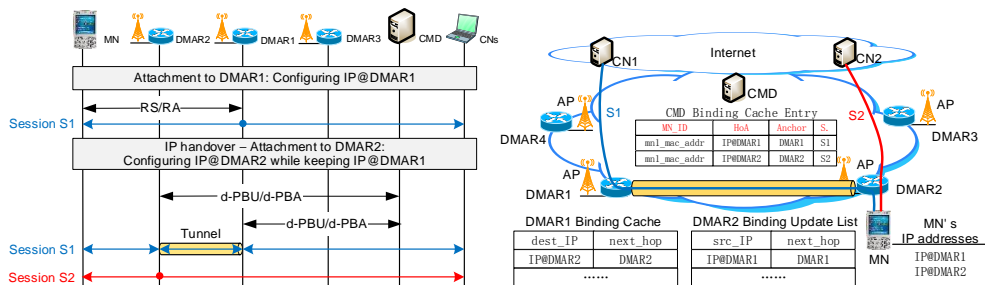 MN
DMAR2
DMAR1
DMAR3
CMD
CNs
Attachment to DMAR1: Configuring IP@DMAR1
RS/RA
Session S1
IP handover – Attachment to DMAR2:
Configuring IP@DMAR2 while keeping IP@DMAR1
d-PBU/d-PBA
d-PBU/d-PBA
Tunnel
Session S1
Session S2
Internet
CN1
CN2
CMD
S1
S2
AP
AP
DMAR4
DMAR3
CMD Binding Cache Entry
MN_ID HoA Anchor S.
mn1_mac_addr IP@DMAR1 DMAR1 S1
mn1_mac_addr IP@DMAR2 DMAR2 S2
AP
AP
DMAR1
DMAR2
DMAR1 Binding Cache
dest_IP next_hop
IP@DMAR2 DMAR2
......
DMAR2 Binding Update List
src_IP next_hop
IP@DMAR1 DMAR1
......
MN
MN's
IP addresses
IP@DMAR1
IP@DMAR2